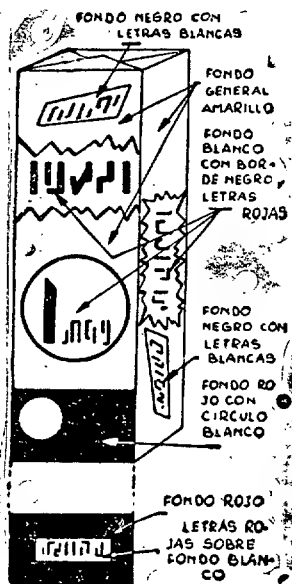 FONDO NEGRO CON
LETRAS BLANCAS
FONDO
GENERAL
AMARILLO
FONDO
BLANCO
CON BOR-
DE NEGRO
LETRAS
ROJAS
FONDO
NEGRO CON
LETRAS
BLANCAS
FONDO RO
JO CON
CIRCULO
BLANCO
FONDO ROJO
LETRAS RO-
JAS SOBRE
FONDO BLAN-
CO